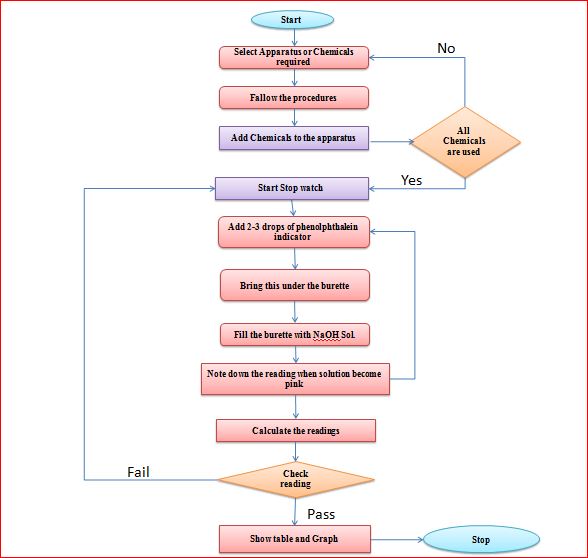 Start
Select Apparatus or Chemicals
required
No
Fallow the procedures
Add Chemicals to the apparatus
All
Chemicals
are used
Yes
Start Stop watch
Add 2-3 drops of phenolphthalein
indicator
Bring this under the burette
Fill the burette with NaOH Sol.
Note down the reading when solution become
pink
Calculate the readings
Fail
Check
reading
Pass
Show table and Graph
Stop